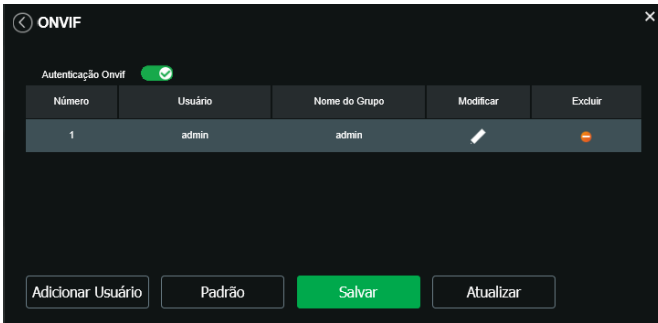 ONVIF
Autenticação Onvif
Número Usuário Nome do Grupo Modificar Excluir
1 admin admin
Adicionar Usuário Padrão Salvar Atualizar